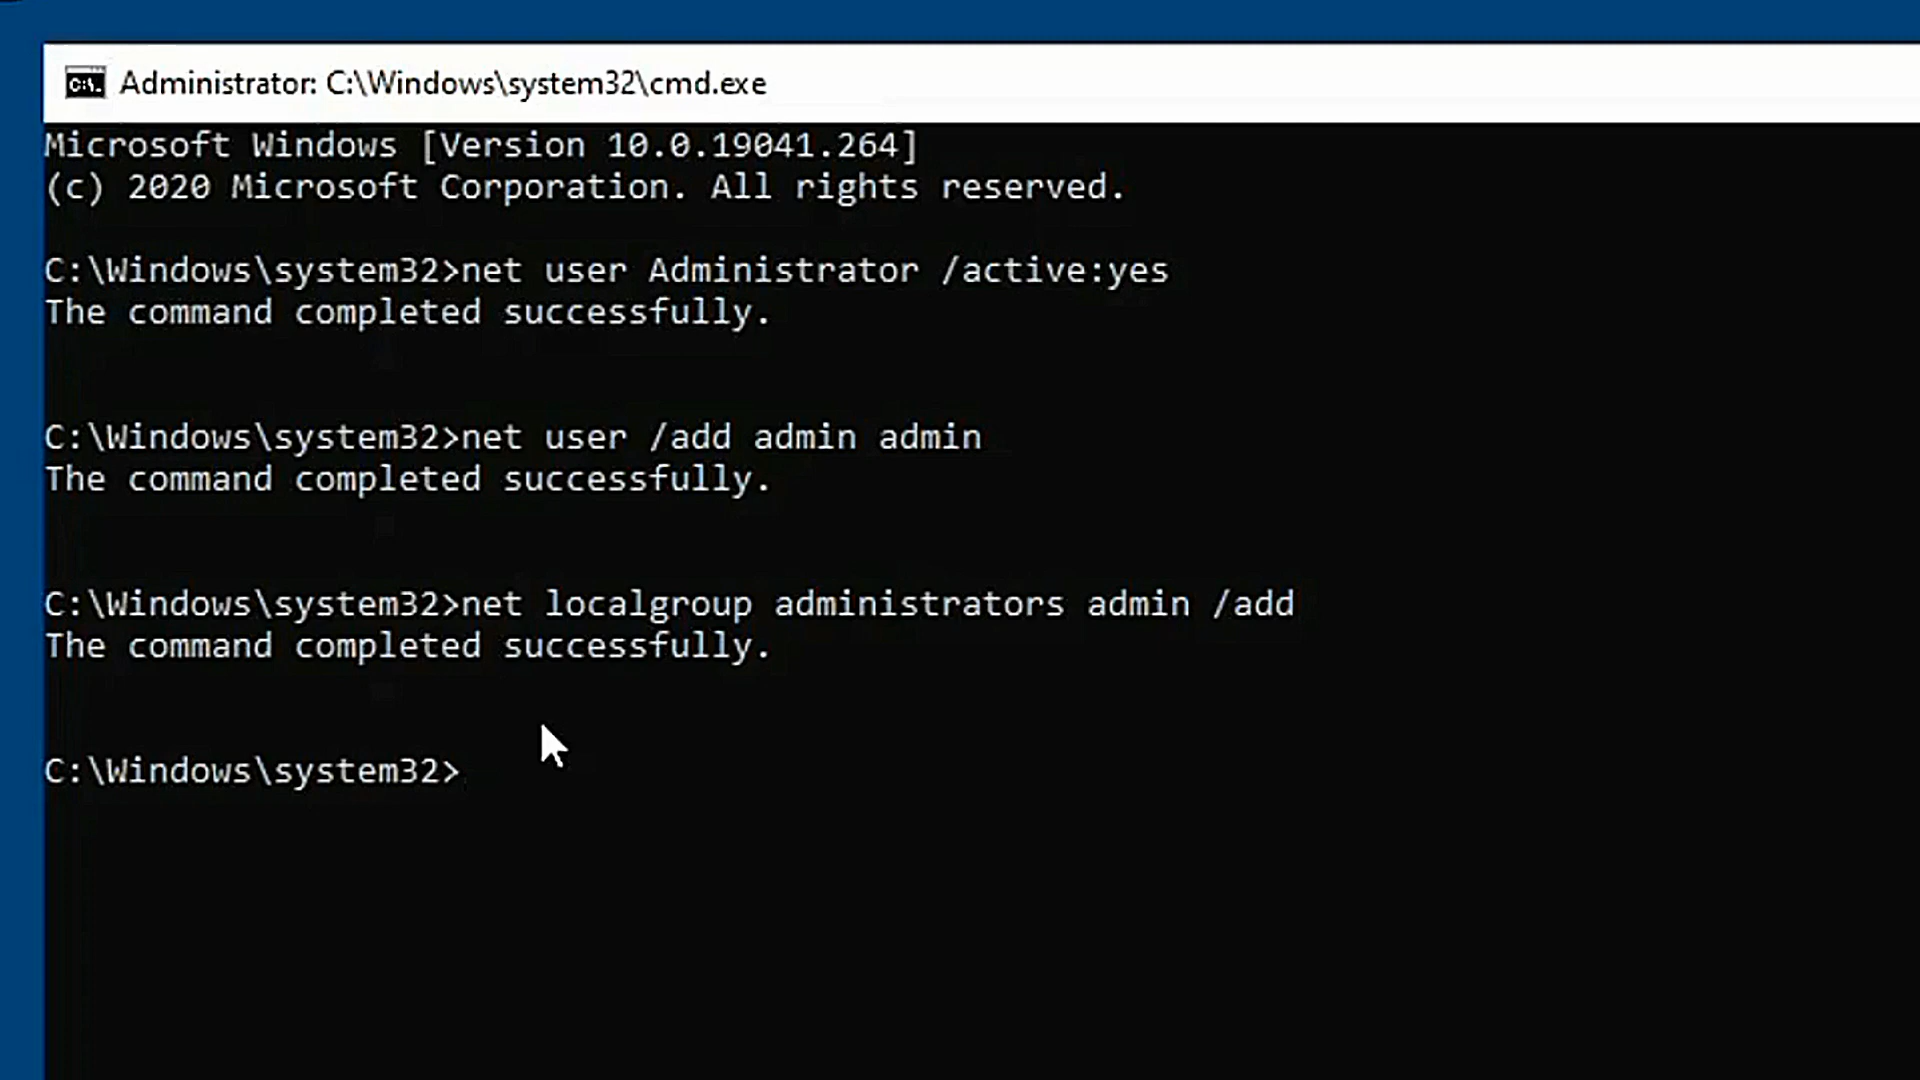 Administrator: C:\Windows\system32\cmd.exe
Microsoft Windows [Version 10.0.19041.264]
(c) 2020 Microsoft Corporation. All rights reserved.
C:\Windows\system32>net user Administrator /active:yes
The command completed successfully.
C:\Windows\system32>net user /add admin admin
The command completed successfully.
C:\Windows\system32>net localgroup administrators admin /add
The command completed successfully.
C:\Windows\system32>